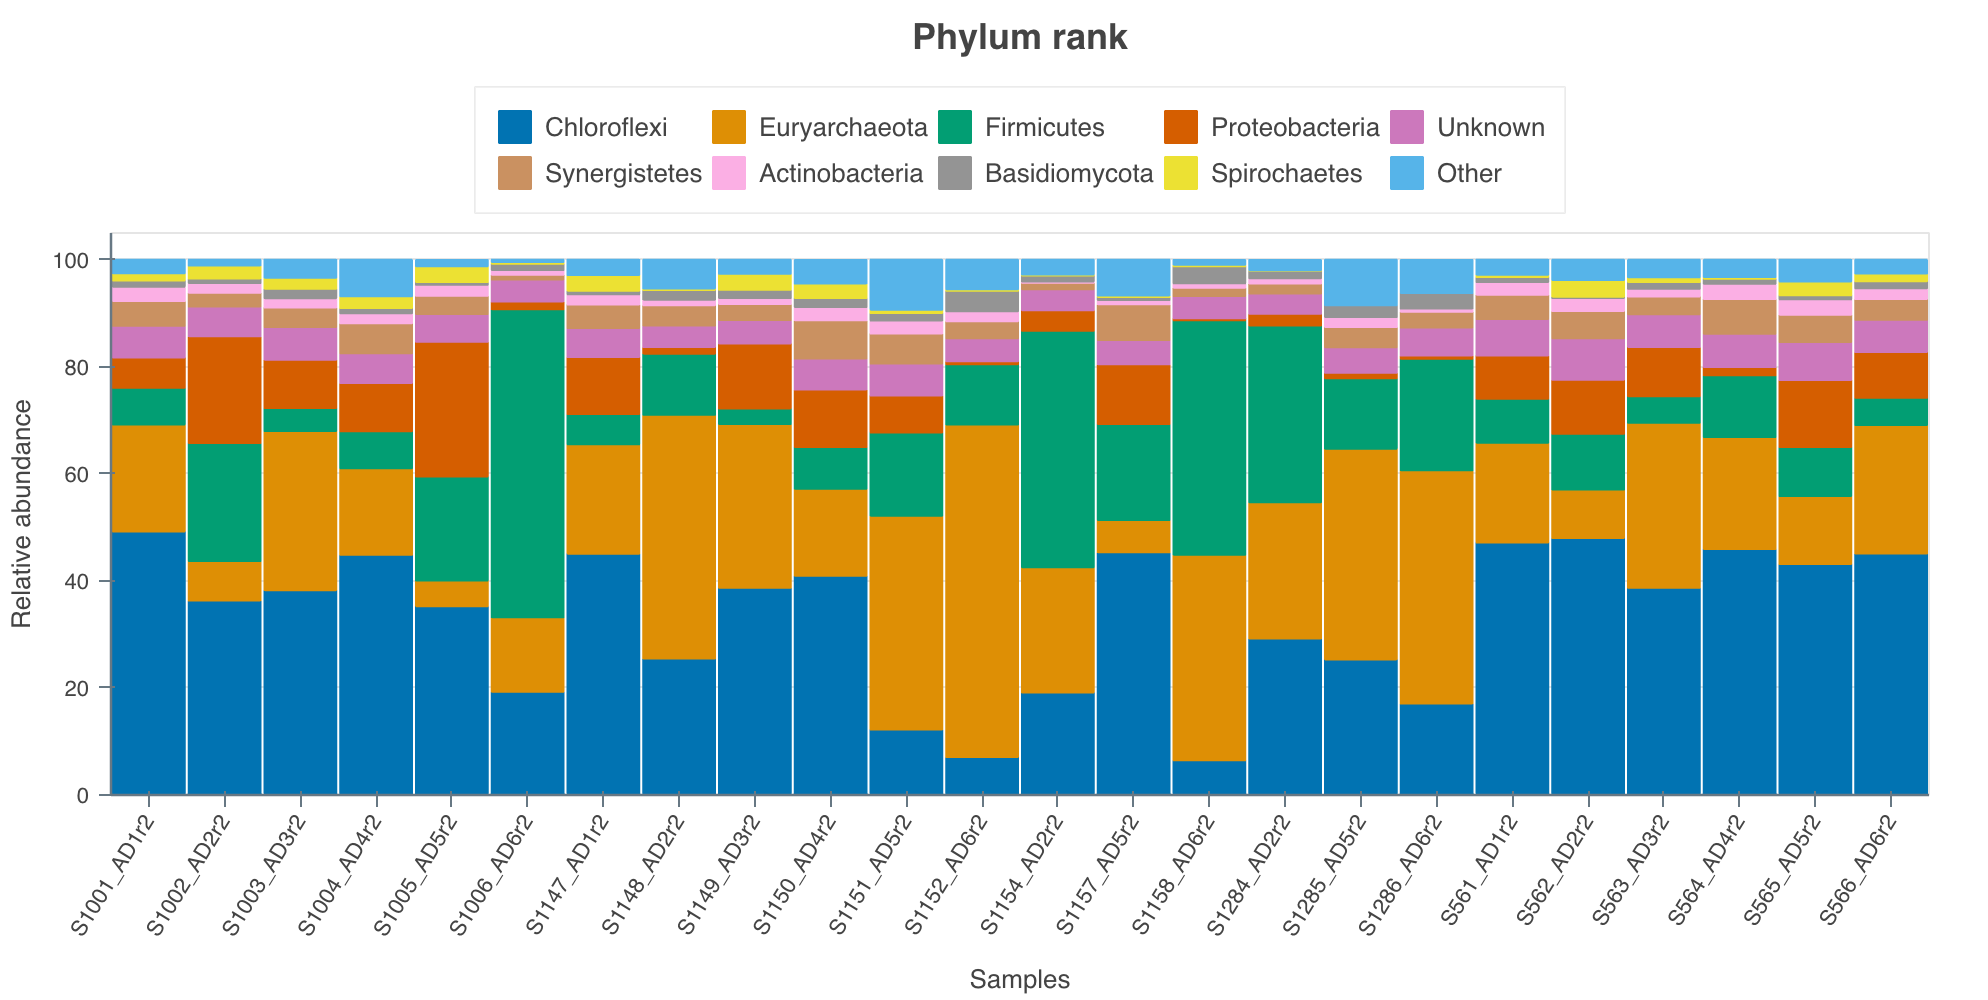 Phylum rank
Chloroflexi Euryarchaeota Firmicutes Proteobacteria Unknown
Synergistetes Actinobacteria Basidiomycota Spirochaetes Other
Relative abundance
100
80
60
40
20
0
S1001_AD1r2 S1002_AD2r2 S1003_AD3r2 S1004_AD4r2 S1005_AD5r2 S1006_AD6r2 S1147_AD1r2 S1148_AD2r2 S1149_AD3r2 S1150_AD4r2 S1151_AD5r2 S1152_AD6r2 S1154_AD2r2 S1157_AD5r2 S1158_AD6r2 S1284_AD2r2 S1285_AD5r2 S1286_AD6r2 S561_AD1r2 S562_AD2r2 S563_AD3r2 S564_AD4r2 S565_AD5r2 S566_AD6r2
Samples